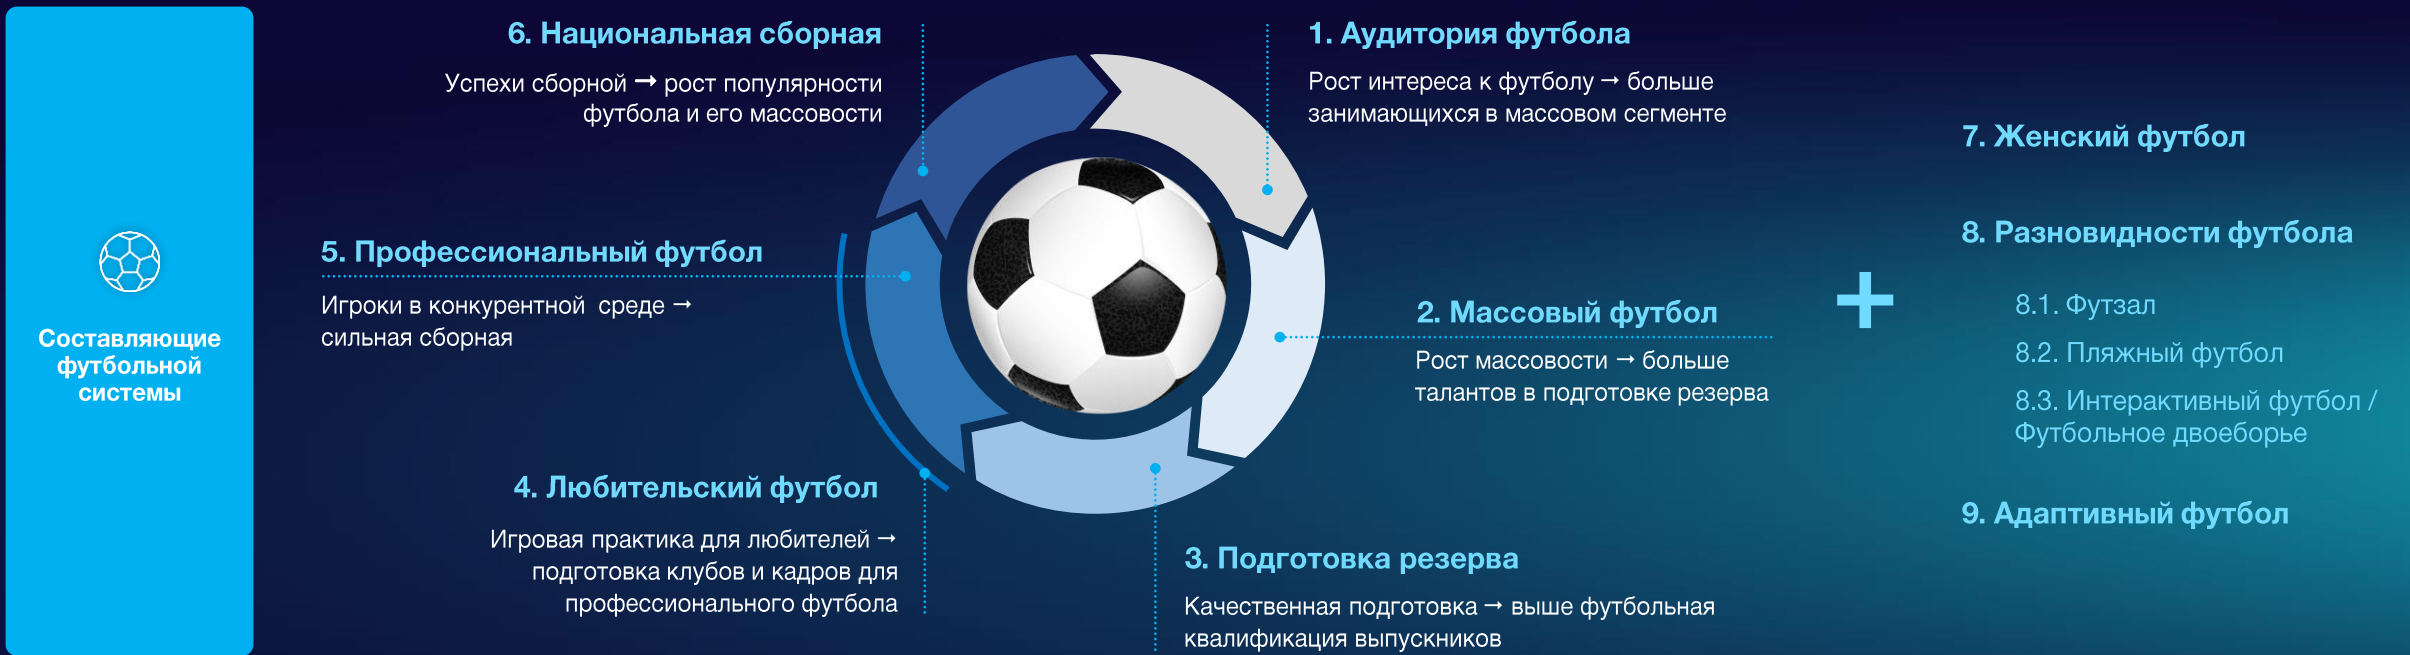 Составляющие
футбольной
системы
6. Национальная сборная
Успехи сборной → рост популярности
футбола и его массовости
1. Аудитория футбола
Рост интереса к футболу → больше
занимающихся в массовом сегменте
5. Профессиональный футбол
Игроки в конкурентной среде →
сильная сборная
2. Массовый футбол
Рост массовости → больше
талантов в подготовке резерва
4. Любительский футбол
Игровая практика для любителей →
подготовка клубов и кадров для
профессионального футбола
3. Подготовка резерва
Качественная подготовка → выше футбольная
квалификация выпускников
+
7. Женский футбол
8. Разновидности футбола
8.1. Футзал
8.2. Пляжный футбол
8.3. Интерактивный футбол /
Футбольное двоеборье
9. Адаптивный футбол